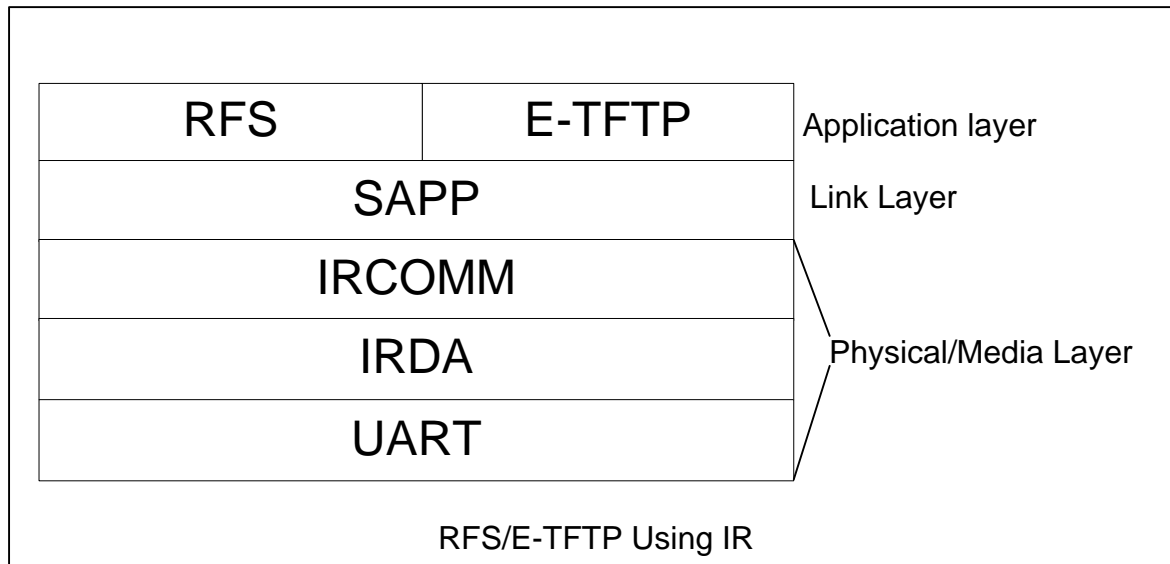 RFS E-TFTP Application layer
SAPP Link Layer
IRCOMM
IRDA Physical/Media Layer
UART
RFS/E-TFTP Using IR